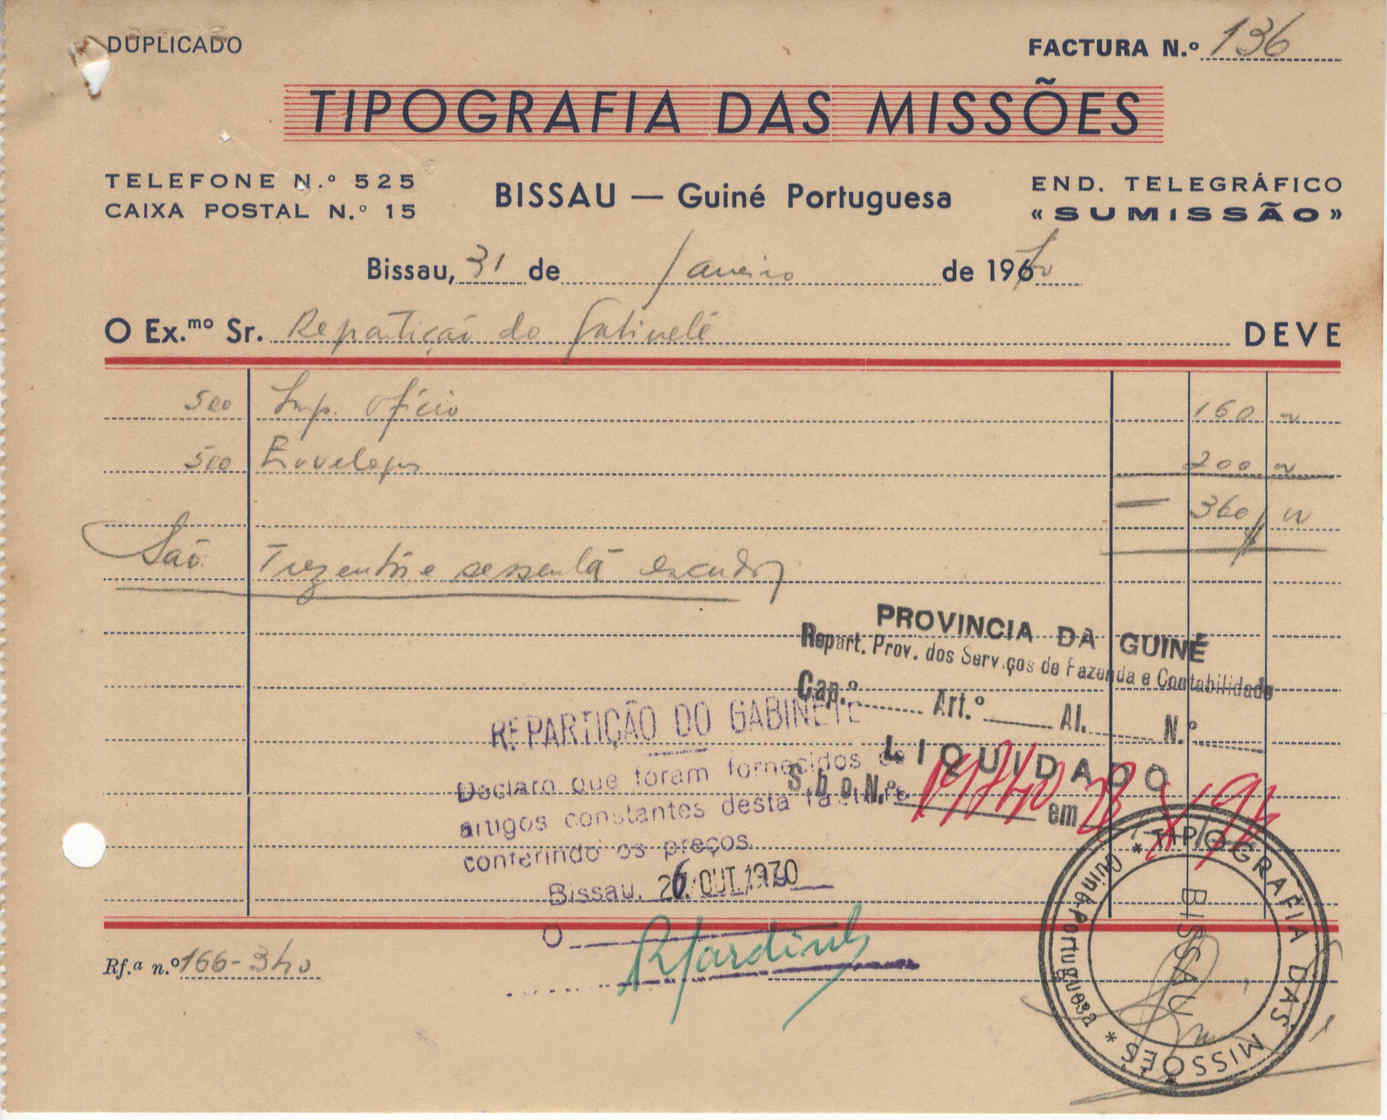 DUPLICADO
FACTURA N.º 136
TIPOGRAFIA DAS MISSÕES
TELEFONE N.º 525
CAIXA POSTAL N.º 15
BISSAU — Guiné Portuguesa
END. TELEGRÁFICO
«SUMISSÃO»
Bissau, 31 de Janeiro de 1970
O Ex.mo Sr. Repartição do Gabinete DEVE
500 Imp. ofício 160
500 Envelopes 200
— 360
São Trezentos e sessenta escudos
PROVINCIA DA GUINÉ
Repart. Prov. dos Serviços de Fazenda e Contabilidade
Cap.º Art.º Al. N.º
LIQUIDADO
S.b o N.º em
REPARTIÇÃO DO GABINETE
Declaro que foram fornecidos os
artigos constantes desta factura
conferindo os preços.
Bissau, 26 OUT. 1970
O
Rf.ª n.º 166-340
* TIPOGRAFIA DAS MISSÕES *
Guiné Portuguesa
BISSAU